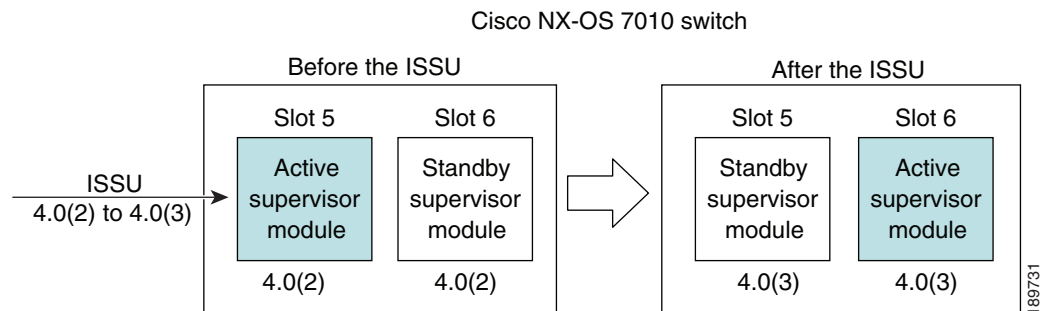 Cisco NX-OS 7010 switch
Before the ISSU
Slot 5
Slot 6
Active
supervisor
module
Standby
supervisor
module
4.0(2)
4.0(2)
ISSU
4.0(2) to 4.0(3)
After the ISSU
Slot 5
Slot 6
Standby
supervisor
module
Active
supervisor
module
4.0(3)
4.0(3)
189731